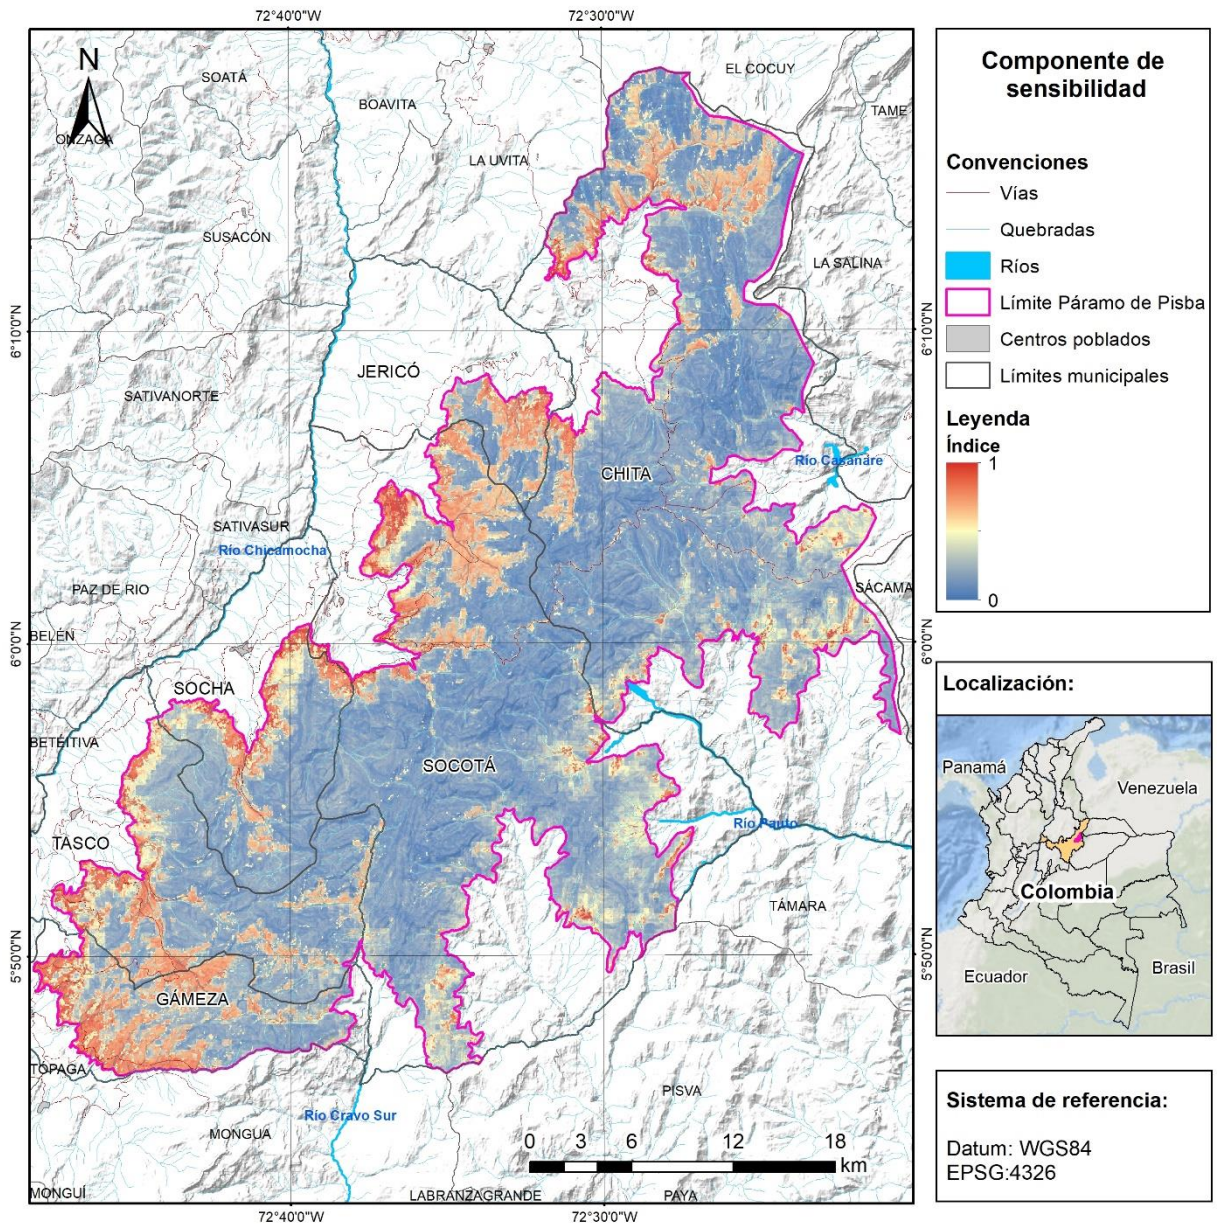 72°40'0"W
72°30'0"W
N
SOATÁ
BOAVITA
EL COCUY
TAME
ONZAGA
LA UVITA
SUSACÓN
LA SALINA
6°10'0"N
6°10'0"N
JERICÓ
SATIVANORTE
CHITA
Río Casanare
SATIVASUR
Río Chicamocha
PAZ DE RIO
SÁCAMA
BELÉN
6°0'0"N
6°0'0"N
SOCHA
BETÉITIVA
SOCOTÁ
Río Pauto
TASCO
TÁMARA
5°50'0"N
5°50'0"N
GÁMEZA
TÓPAGA
PISVA
Río Cravo Sur
MONGUA
0 3 6 12 18
km
MONGUÍ
LABRANZAGRANDE
PAYA
72°40'0"W
72°30'0"W
Componente de
sensibilidad
Convenciones
Vías
Quebradas
Ríos
Límite Páramo de Pisba
Centros poblados
Límites municipales
Leyenda
Índice
1
0
Localización:
Panamá
Venezuela
Colombia
Ecuador
Brasil
Sistema de referencia:
Datum: WGS84
EPSG:4326